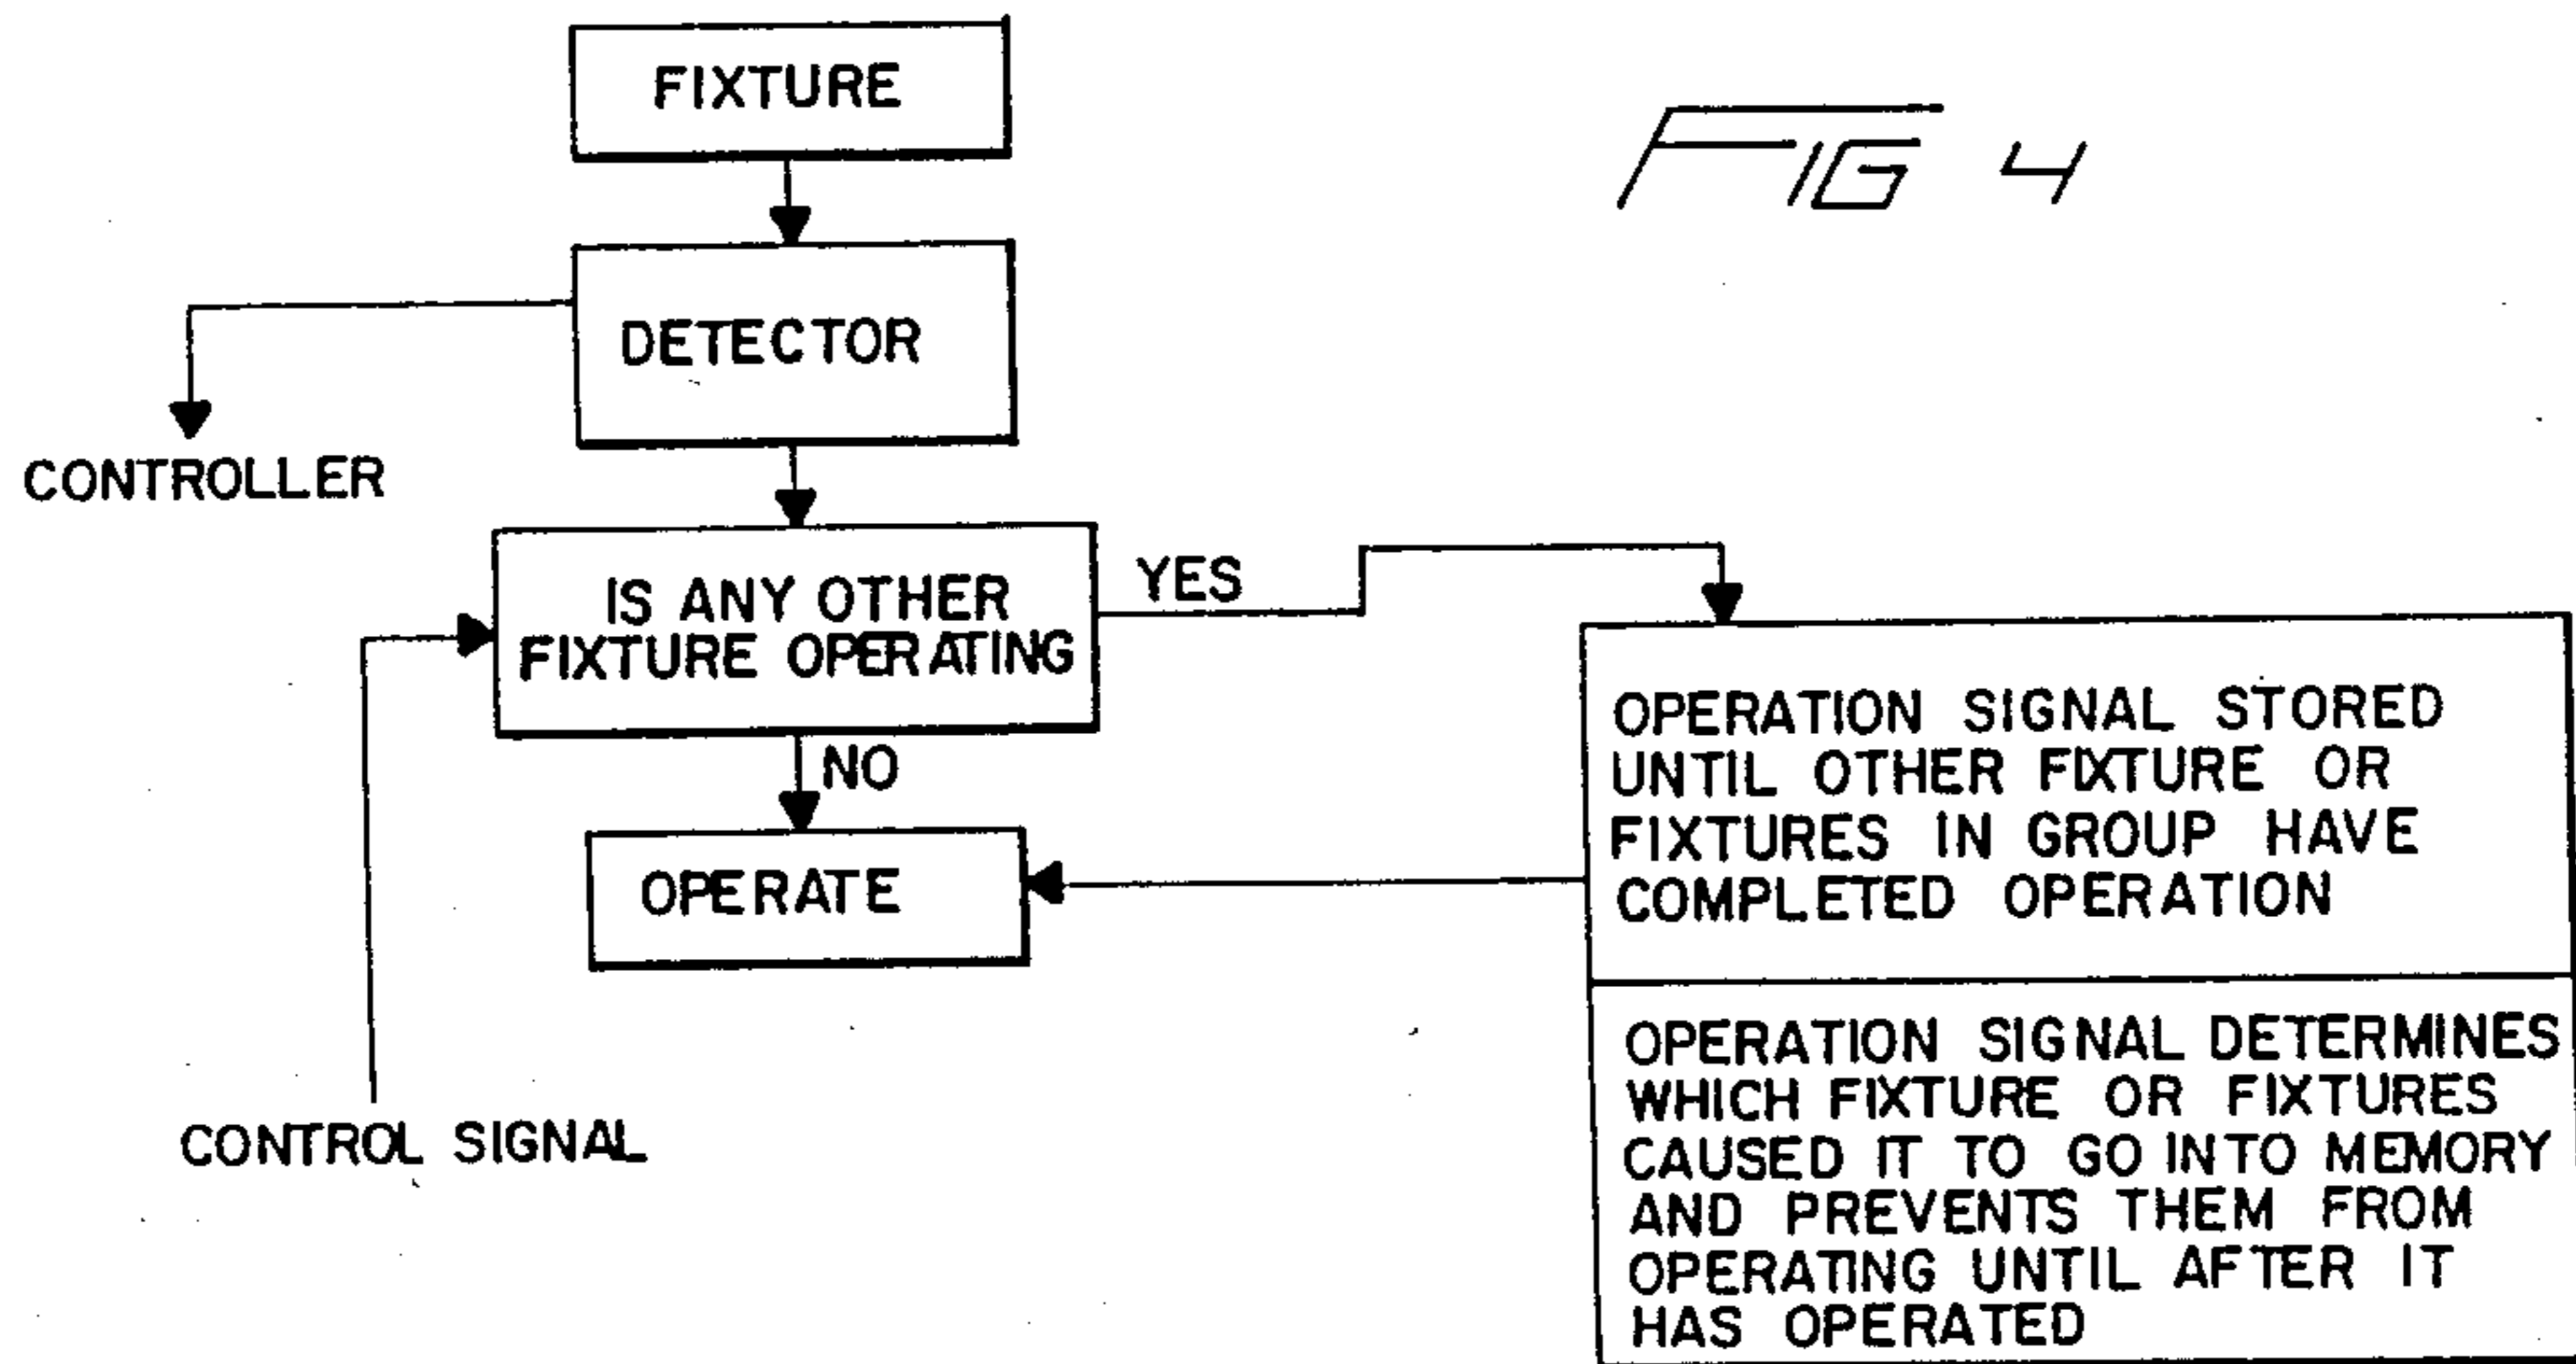 FIXTURE
FIG 4
DETECTOR
CONTROLLER
IS ANY OTHER
FIXTURE OPERATING
YES
NO
OPERATE
CONTROL SIGNAL
OPERATION SIGNAL STORED
UNTIL OTHER FIXTURE OR
FIXTURES IN GROUP HAVE
COMPLETED OPERATION
OPERATION SIGNAL DETERMINES
WHICH FIXTURE OR FIXTURES
CAUSED IT TO GO INTO MEMORY
AND PREVENTS THEM FROM
OPERATING UNTIL AFTER IT
HAS OPERATED